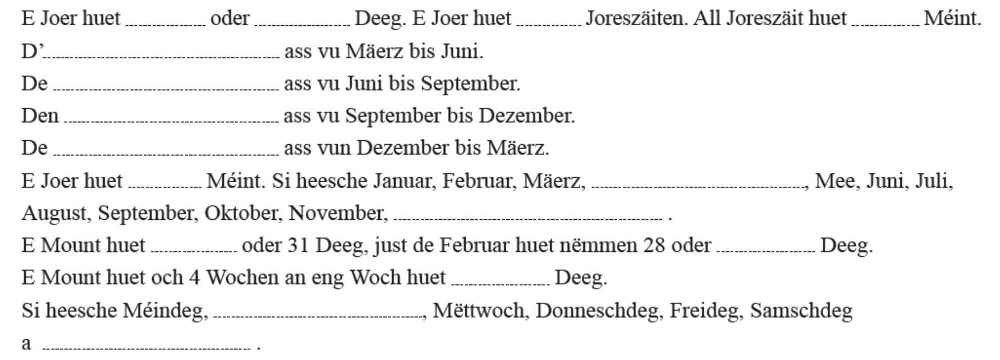 E Joer huet ............ oder ............ Deeg. E Joer huet ............ Joreszäiten. All Joreszäit huet ............ Méint.
D’............ ass vu Mäerz bis Juni.
De ............ ass vu Juni bis September.
Den ............ ass vu September bis Dezember.
De ............ ass vun Dezember bis Mäerz.
E Joer huet ............ Méint. Si heesche Januar, Februar, Mäerz, ............, Mee, Juni, Juli,
August, September, Oktober, November, ............ .
E Mount huet ............ oder 31 Deeg, just de Februar huet nëmmen 28 oder ............ Deeg.
E Mount huet och 4 Wochen an eng Woch huet ............ Deeg.
Si heesche Méindeg, ............, Mëttwoch, Donneschdeg, Freideg, Samschdeg
a ............ .